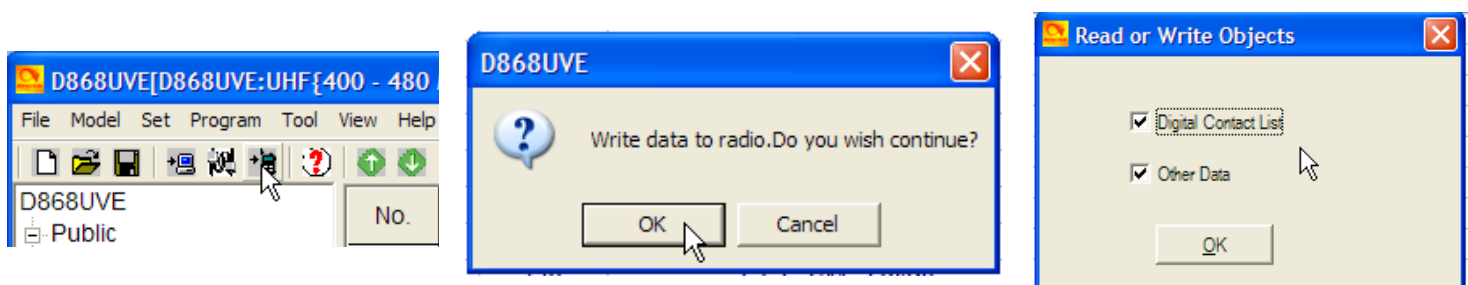 D868UVE[D868UVE:UHF{400 - 480
File Model Set Program Tool View Help
D868UVE
Public
No.
D868UVE
Write data to radio.Do you wish continue?
OK Cancel
Read or Write Objects
Digital Contact List
Other Data
OK